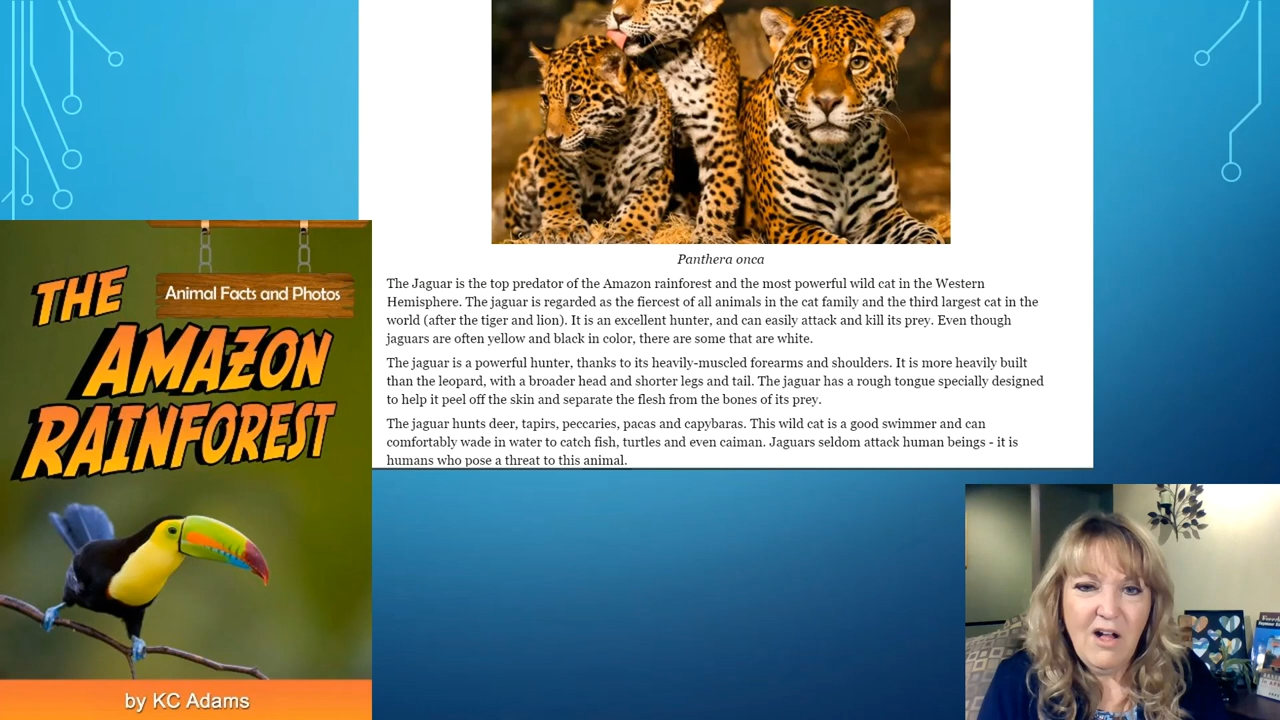 Panthera onca
The Jaguar is the top predator of the Amazon rainforest and the most powerful wild cat in the Western
Hemisphere. The jaguar is regarded as the fiercest of all animals in the cat family and the third largest cat in the
world (after the tiger and lion). It is an excellent hunter, and can easily attack and kill its prey. Even though
jaguars are often yellow and black in color, there are some that are white.
The jaguar is a powerful hunter, thanks to its heavily-muscled forearms and shoulders. It is more heavily built
than the leopard, with a broader head and shorter legs and tail. The jaguar has a rough tongue specially designed
to help it peel off the skin and separate the flesh from the bones of its prey.
The jaguar hunts deer, tapirs, peccaries, pacas and capybaras. This wild cat is a good swimmer and can
comfortably wade in water to catch fish, turtles and even caiman. Jaguars seldom attack human beings - it is
humans who pose a threat to this animal.
Animal Facts and Photos
THE
AMAZON
RAINFOREST
by KC Adams